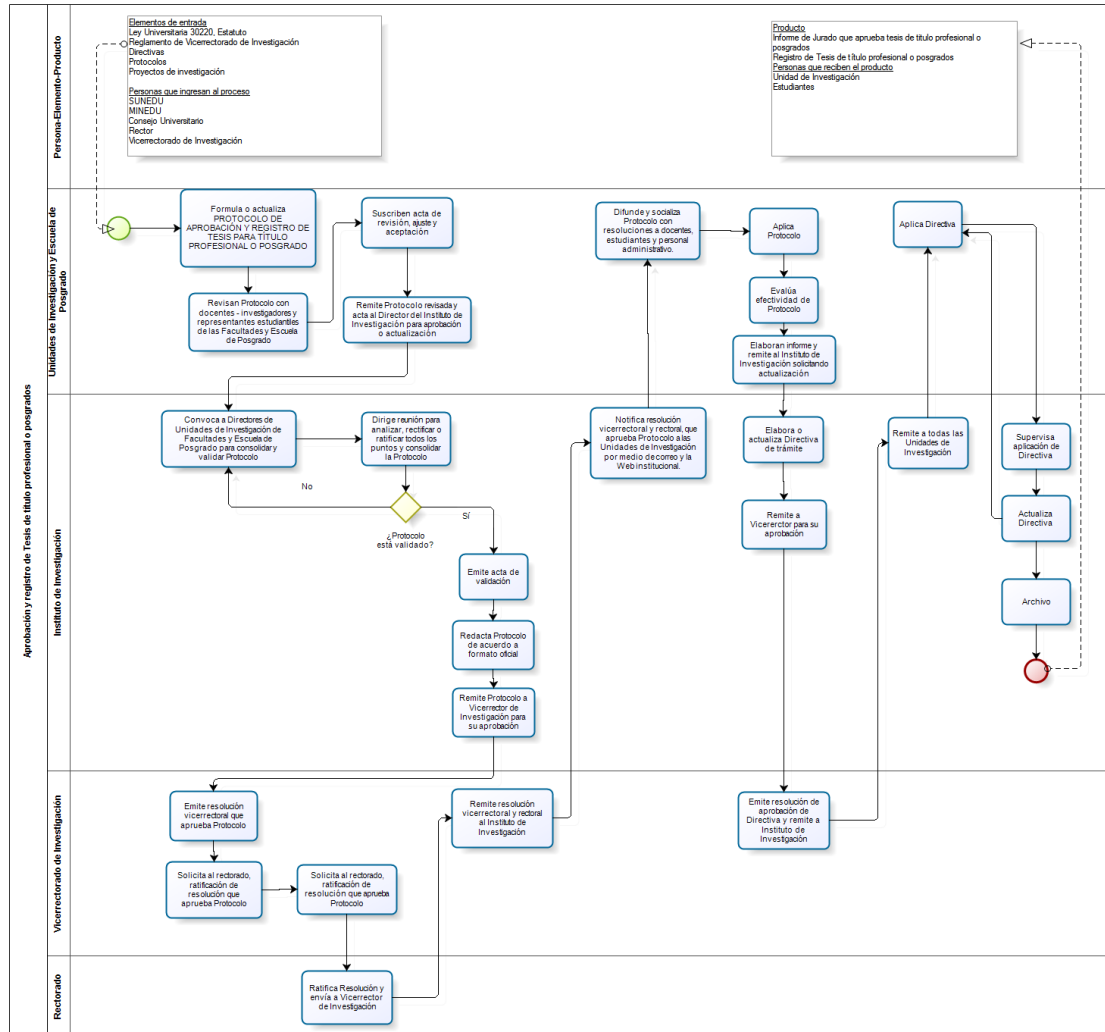 Aprobación y registro de Tesis de titulo profesional o posgrados
Persona-Elemento-Producto
Elementos de entrada
Ley Universitaria 30220, Estatuto
Reglamento de Vicerrectorado de Investigación
Directivas
Protocolos
Proyectos de investigación
Personas que ingresan al proceso
SUNEDU
MINEDU
Consejo Universitario
Rector
Vicerrectorado de Investigación
Producto
Informe de Jurado que aprueba tesis de titulo profesional o
posgrados
Registro de Tesis de título profesional o posgrados
Personas que reciben el producto
Unidad de Investigación
Estudiantes
Unidades de Investigación y Escuela de
Posgrado
Formula o actualiza
PROTOCOLO DE
APROBACIÓN Y REGISTRO DE
TESIS PARA TÍTULO
PROFESIONAL O POSGRADO
Revisan Protocolo con
docentes - investigadores y
representantes estudiantiles
de las Facultades y Escuela
de Posgrado
Suscriben acta de
revisión, ajuste y
aceptación
Remite Protocolo revisada y
acta al Director del Instituto de
Investigación para aprobación
o actualización
Difunde y socializa
Protocolo con
resoluciones a docentes,
estudiantes y personal
administrativo.
Aplica
Protocolo
Evalúa
efectividad de
Protocolo
Elaboran informe y
remite al Instituto de
Investigación solicitando
actualización
Aplica Directiva
Instituto de Investigación
Convoca a Directores de
Unidades de Investigación de
Facultades y Escuela de
Posgrado para consolidar y
validar Protocolo
Dirige reunión para
analizar, rectificar o
ratificar todos los
puntos y consolidar
la Protocolo
No
Sí
¿Protocolo
está validado?
Emite acta de
validación
Redacta Protocolo
de acuerdo a
formato oficial
Remite Protocolo a
Vicerrector de
Investigación para
su aprobación
Notifica resolución
vicerrectoral y rectoral, que
aprueba Protocolo a las
Unidades de Investigación
por medio de correo y la
Web institucional.
Elabora o
actualiza Directiva
de trámite
Remite a
Vicererctor para su
aprobación
Remite a todas las
Unidades de
Investigación
Supervisa
aplicación de
Directiva
Actualiza
Directiva
Archivo
Vicerrectorado de Investigación
Emite resolución
vicerrectoral que
aprueba Protocolo
Solicita al rectorado,
ratificación de
resolución que
aprueba Protocolo
Solicita al rectorado,
ratificación de
resolución que aprueba
Protocolo
Remite resolución
vicerrectoral y rectoral
al Instituto de
Investigación
Emite resolución de
aprobación de
Directiva y remite a
Instituto de
Investigación
Rectorado
Ratifica Resolución y
envía a Vicerrector
de Investigación